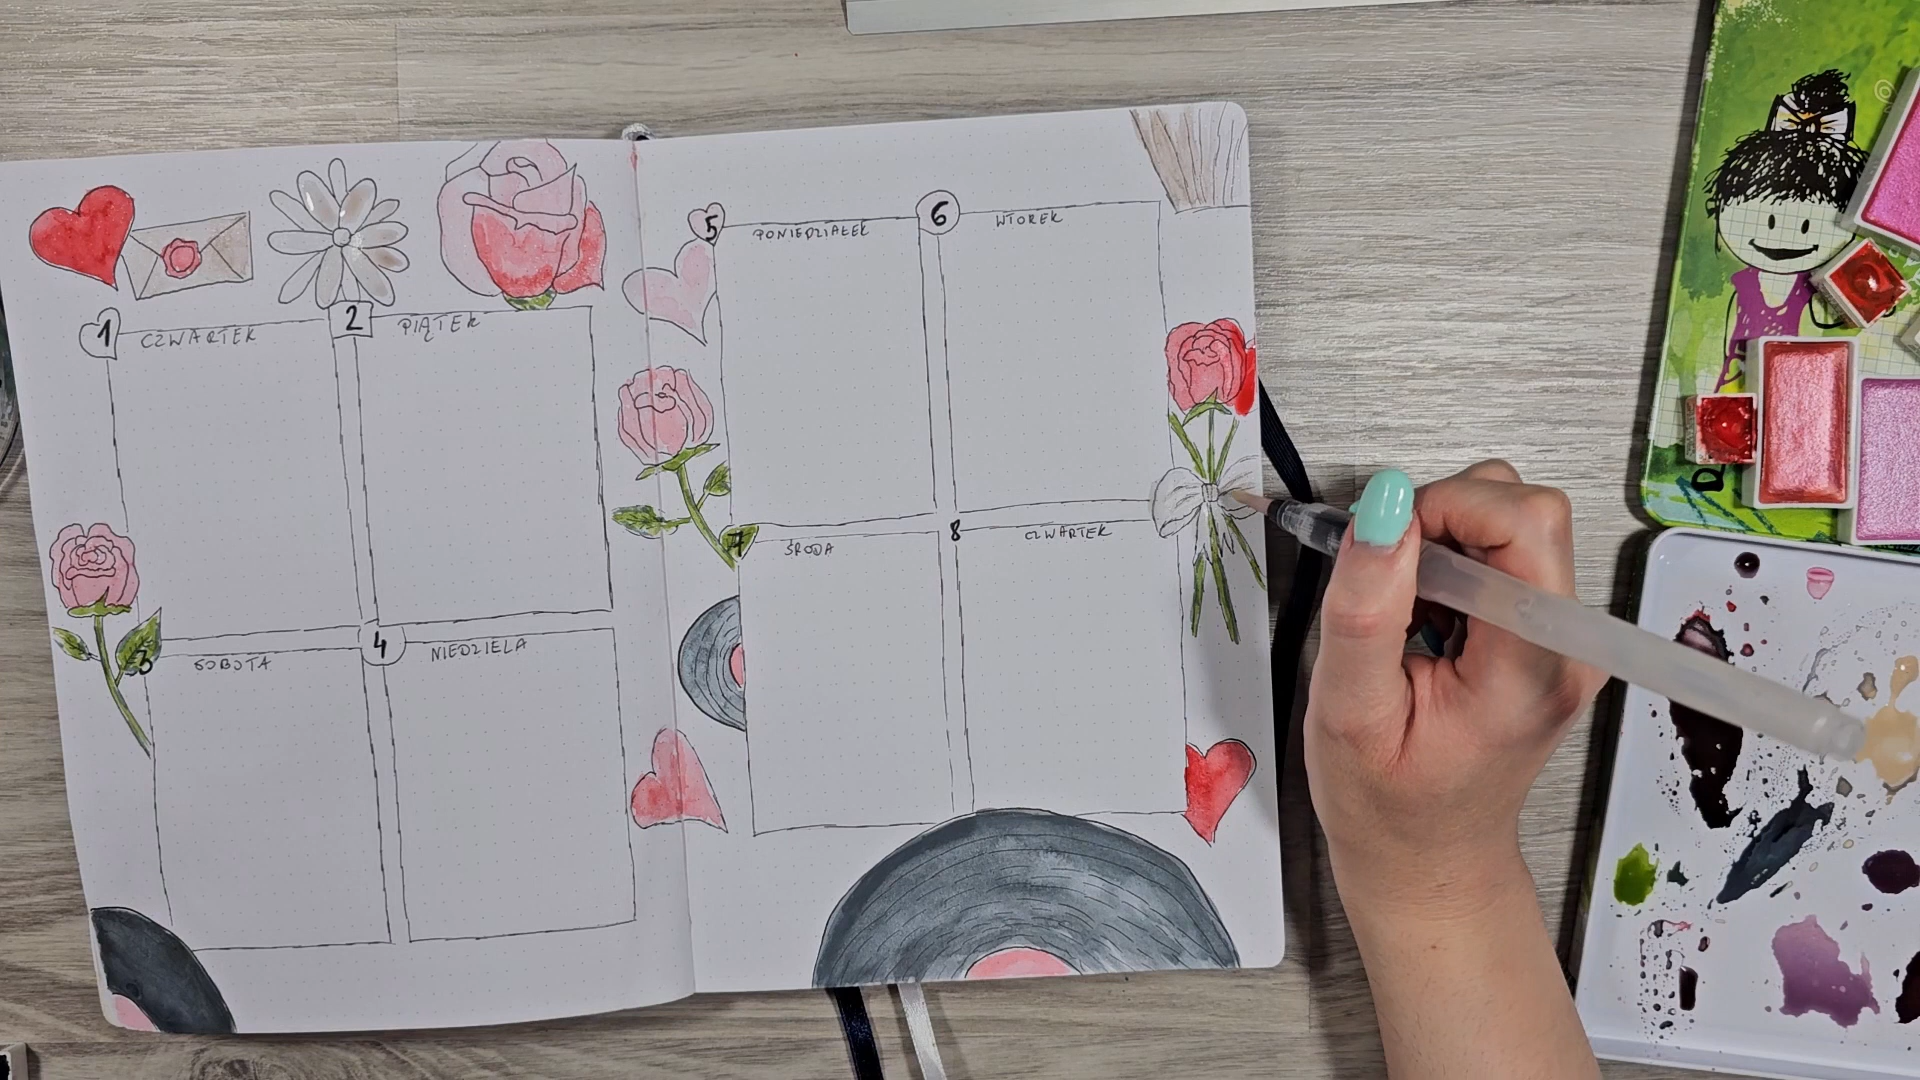 1 CZWARTEK
2 PIĄTEK
3 SOBOTA
4 NIEDZIELA
5 PONIEDZIAŁEK
6 WTOREK
7 ŚRODA
8 CZWARTEK